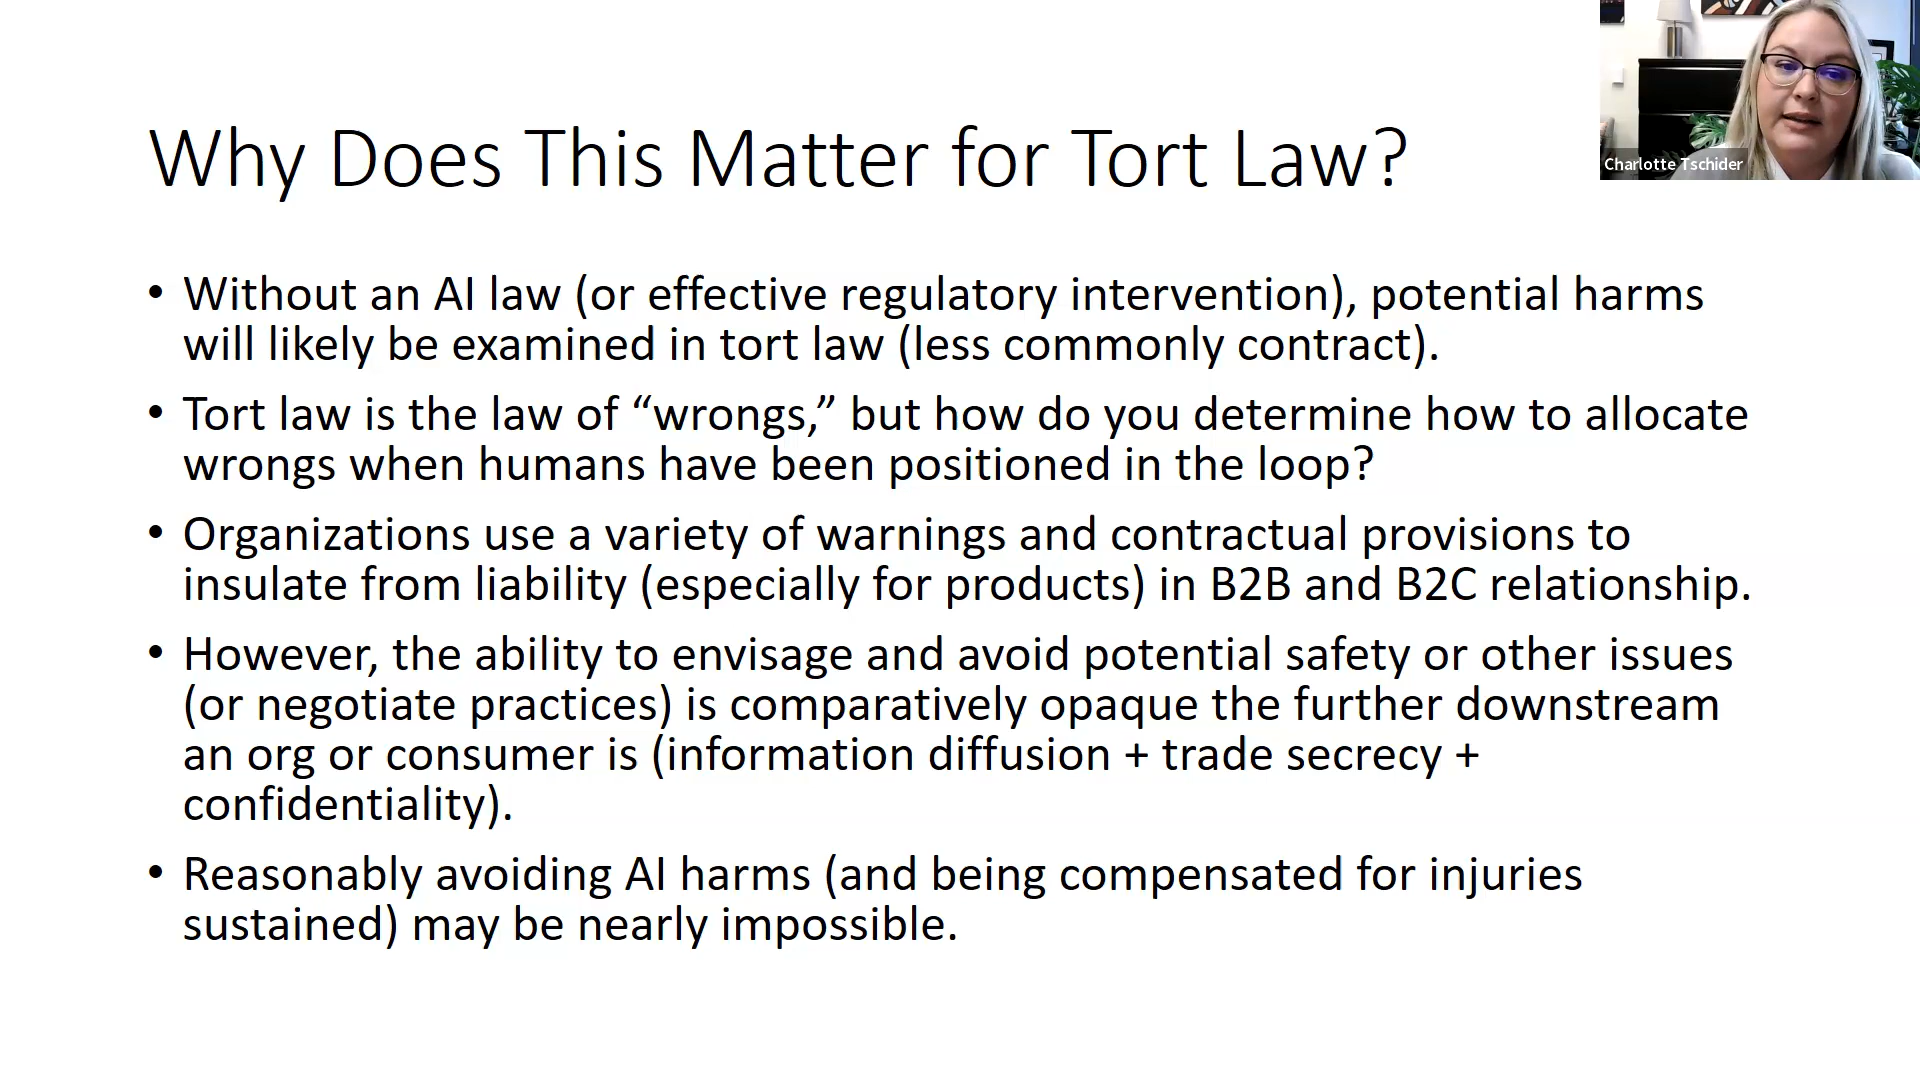 Why Does This Matter for Tort Law?
Charlotte Tschider
• Without an AI law (or effective regulatory intervention), potential harms
will likely be examined in tort law (less commonly contract).
• Tort law is the law of “wrongs,” but how do you determine how to allocate
wrongs when humans have been positioned in the loop?
• Organizations use a variety of warnings and contractual provisions to
insulate from liability (especially for products) in B2B and B2C relationship.
• However, the ability to envisage and avoid potential safety or other issues
(or negotiate practices) is comparatively opaque the further downstream
an org or consumer is (information diffusion + trade secrecy +
confidentiality).
• Reasonably avoiding AI harms (and being compensated for injuries
sustained) may be nearly impossible.